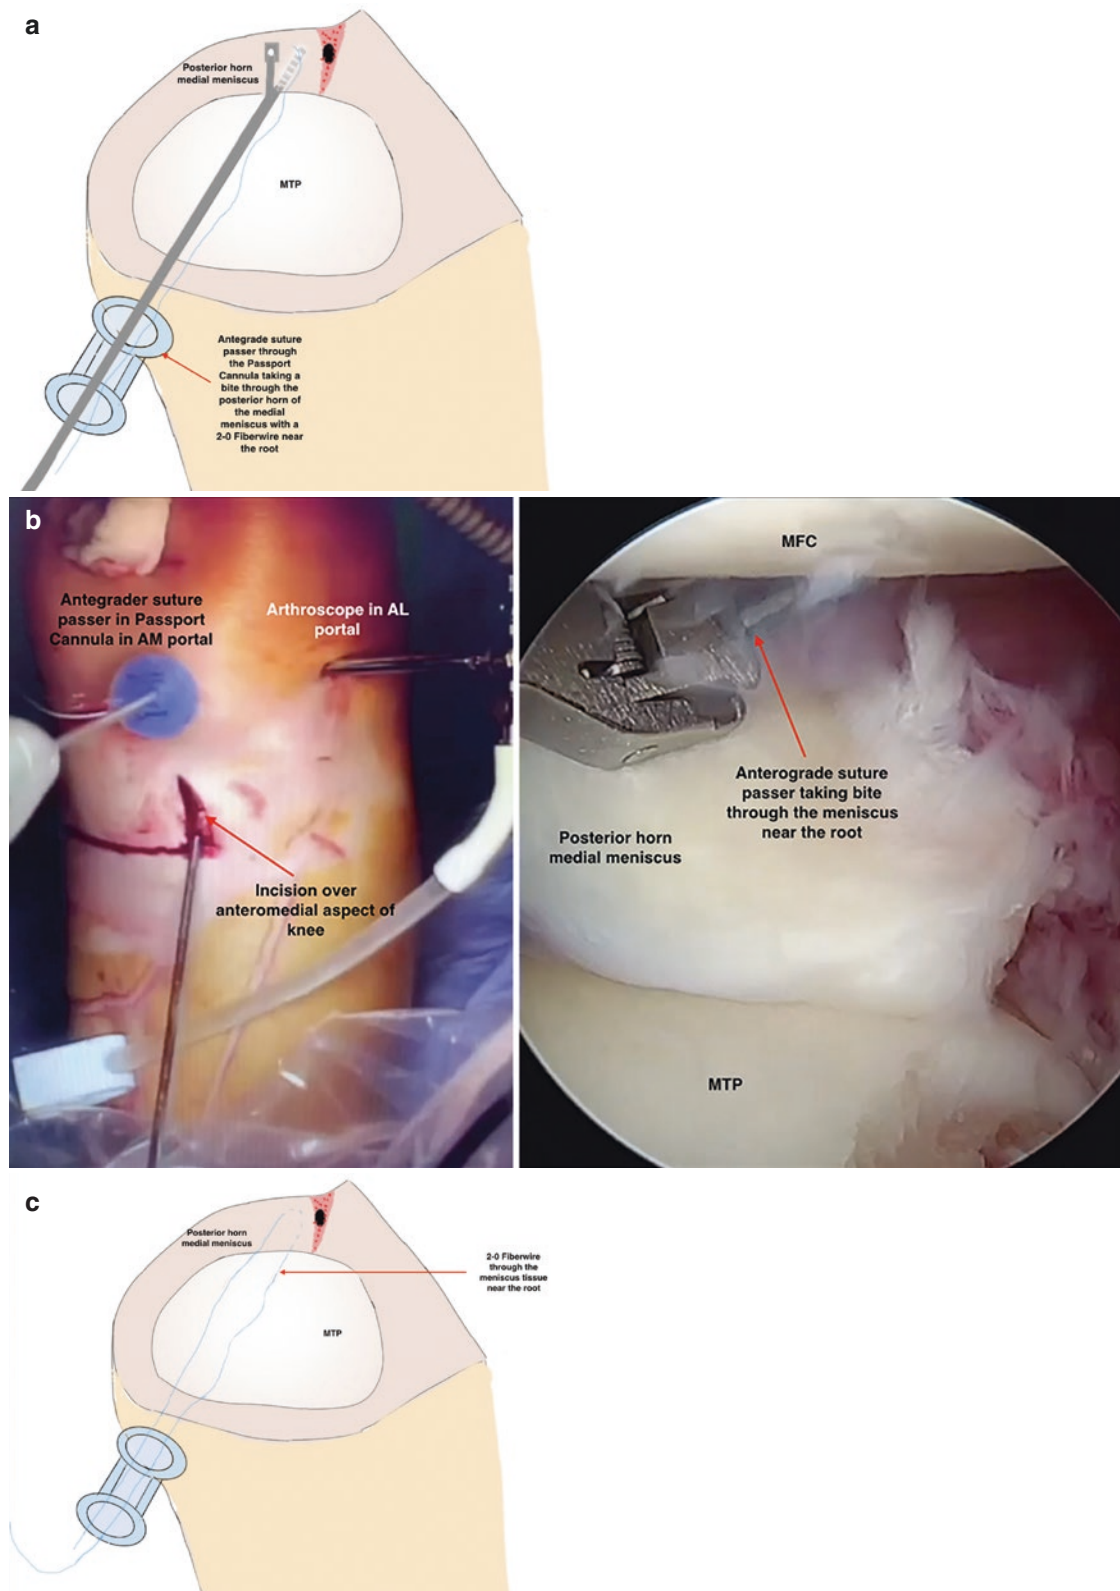 a
Posterior horn
medial meniscus
MTP
Antegrade suture
passer through
the Passport
Cannula taking a
bite through the
posterior horn of
the medial
meniscus with a
2-0 Fiberwire near
the root
b
Antegrader suture
passer in Passport
Cannula in AM portal
Arthroscope in AL
portal
Incision over
anteromedial aspect of
knee
MFC
Anterograde suture
passer taking bite
through the meniscus
near the root
Posterior horn
medial meniscus
MTP
c
Posterior horn
medial meniscus
2-0 Fiberwire
through the
meniscus tissue
near the root
MTP